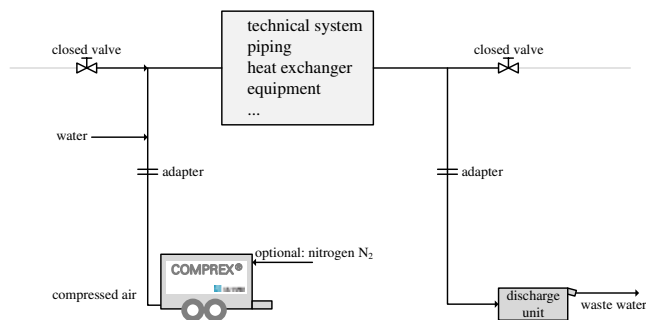 technical system
piping
heat exchanger
equipment
...
closed valve
closed valve
water
adapter
adapter
optional: nitrogen N₂
COMPREX®
compressed air
discharge
unit
waste water